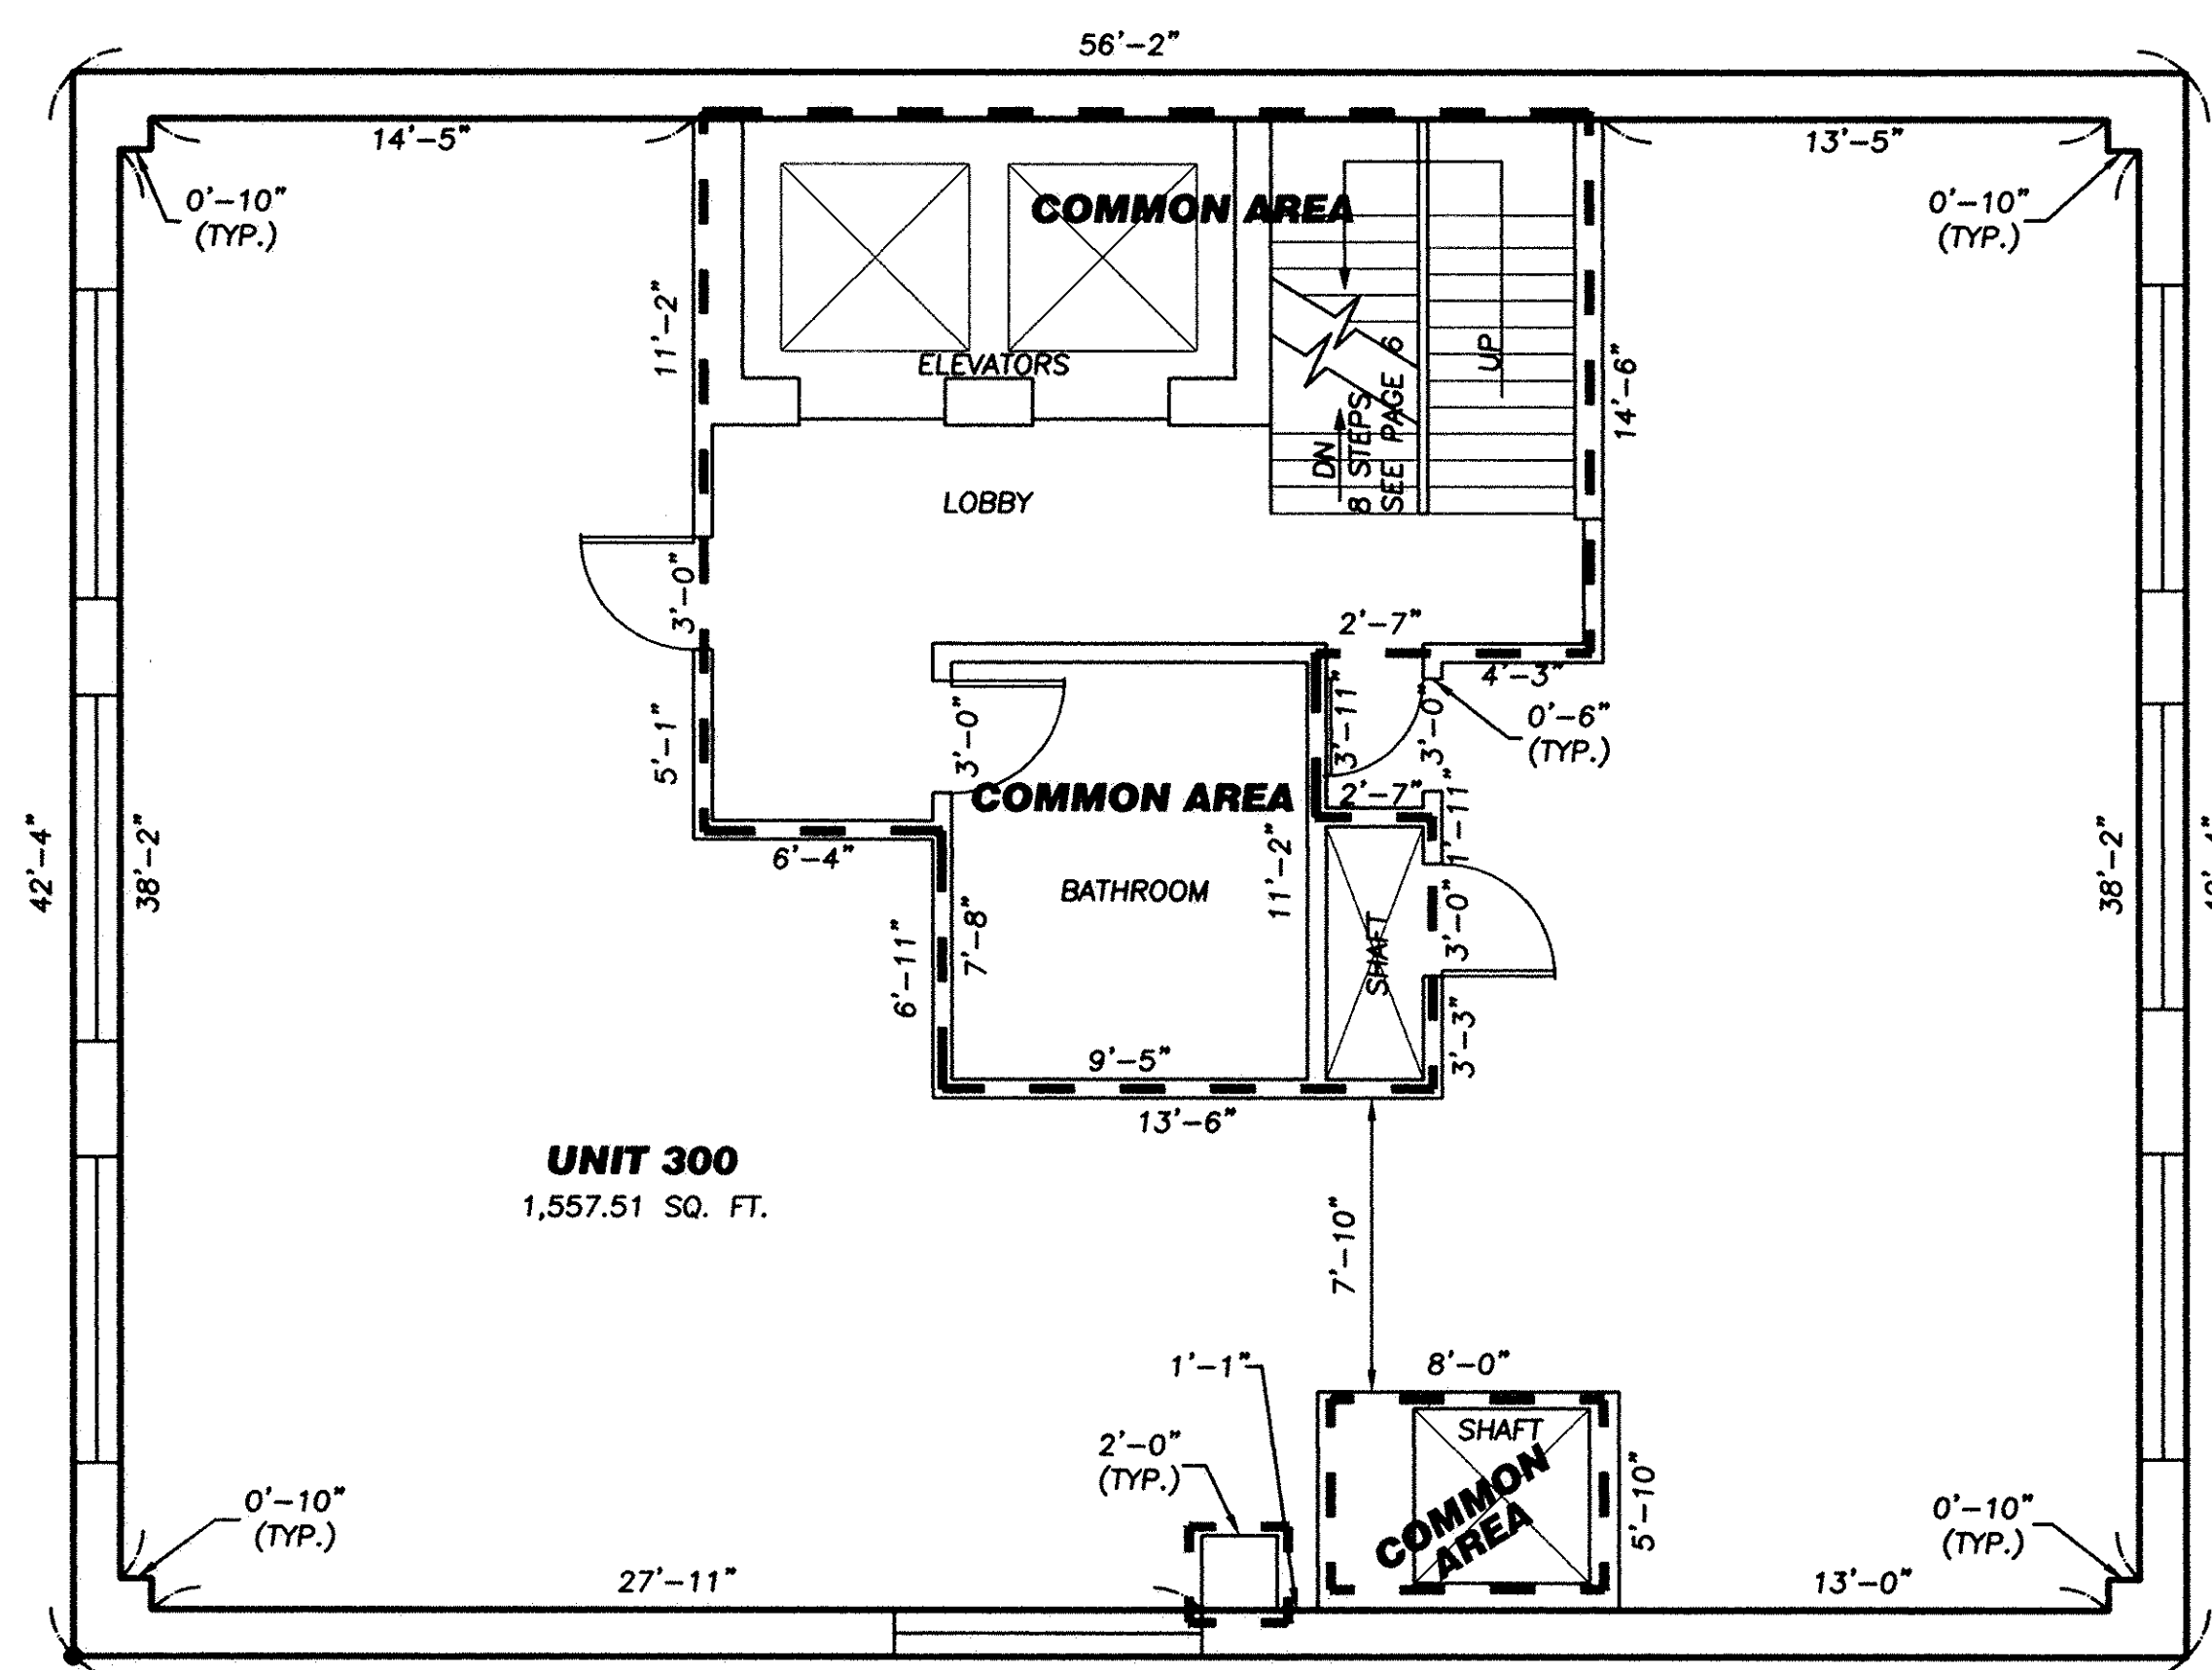 56'-2"
14'-5"
13'-5"
0'-10"
(TYP.)
COMMON AREA
0'-10"
(TYP.)
11'-2"
ELEVATORS
UP
14'-6"
DN
8 STEPS
SEE PAGE 6
LOBBY
3'-0"
2'-7"
4'-3"
5'-1"
3'-0"
3'-11"
3'-0"
0'-6"
(TYP.)
COMMON AREA
2'-7"
1'-11"
42'-4"
38'-2"
6'-4"
11'-2"
38'-2"
BATHROOM
6'-11"
7'-8"
SHAFT
3'-0"
3'-3"
9'-5"
13'-6"
UNIT 300
1,557.51 SQ. FT.
7'-10"
1'-1"
8'-0"
SHAFT
2'-0"
(TYP.)
COMMON
AREA
5'-10"
0'-10"
(TYP.)
0'-10"
(TYP.)
27'-11"
13'-0"